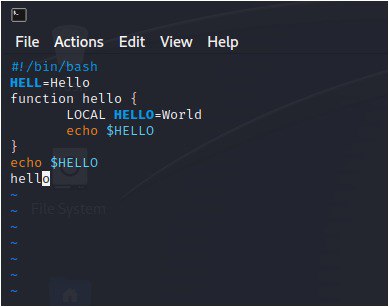 File Actions Edit View Help
#!/bin/bash
HELL=Hello
function hello {
        LOCAL HELLO=World
        echo $HELLO
}
echo $HELLO
hello
~
~
File System
~
~
~
~
~